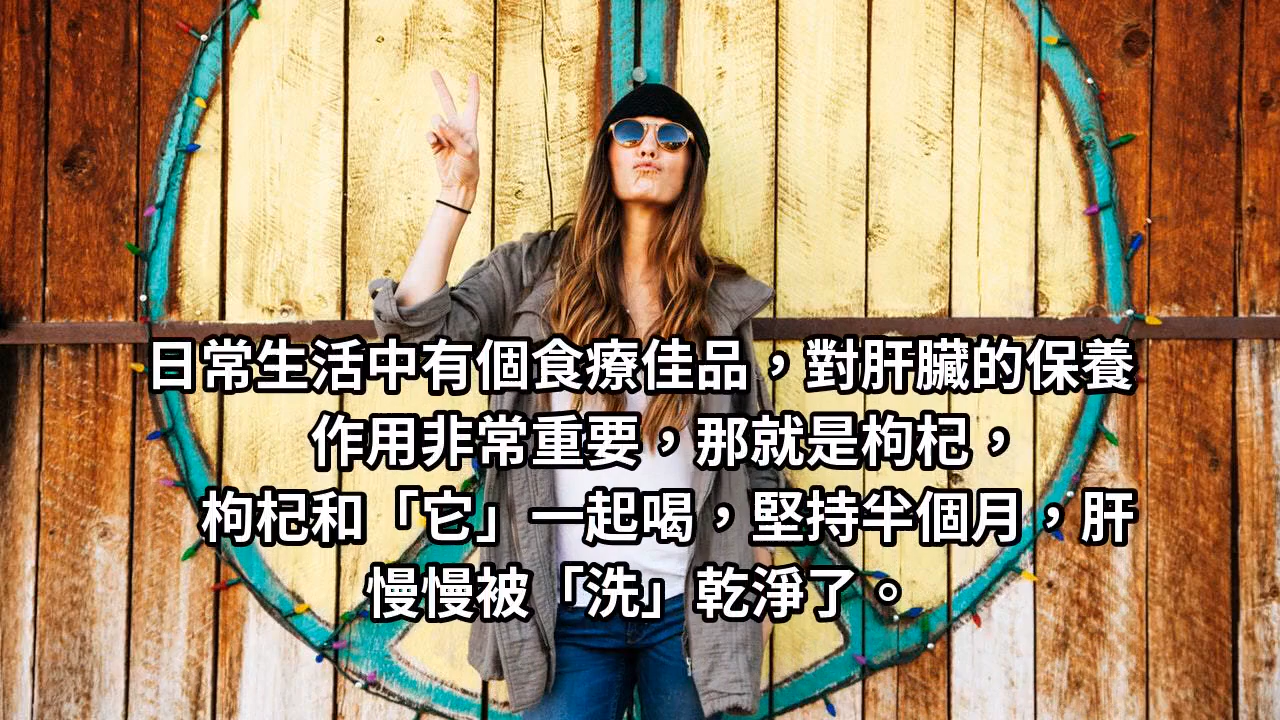 日常生活中有個食療佳品，對肝臟的保養
作用非常重要，那就是枸杞，
枸杞和「它」一起喝，堅持半個月，肝
慢慢被「洗」乾淨了。